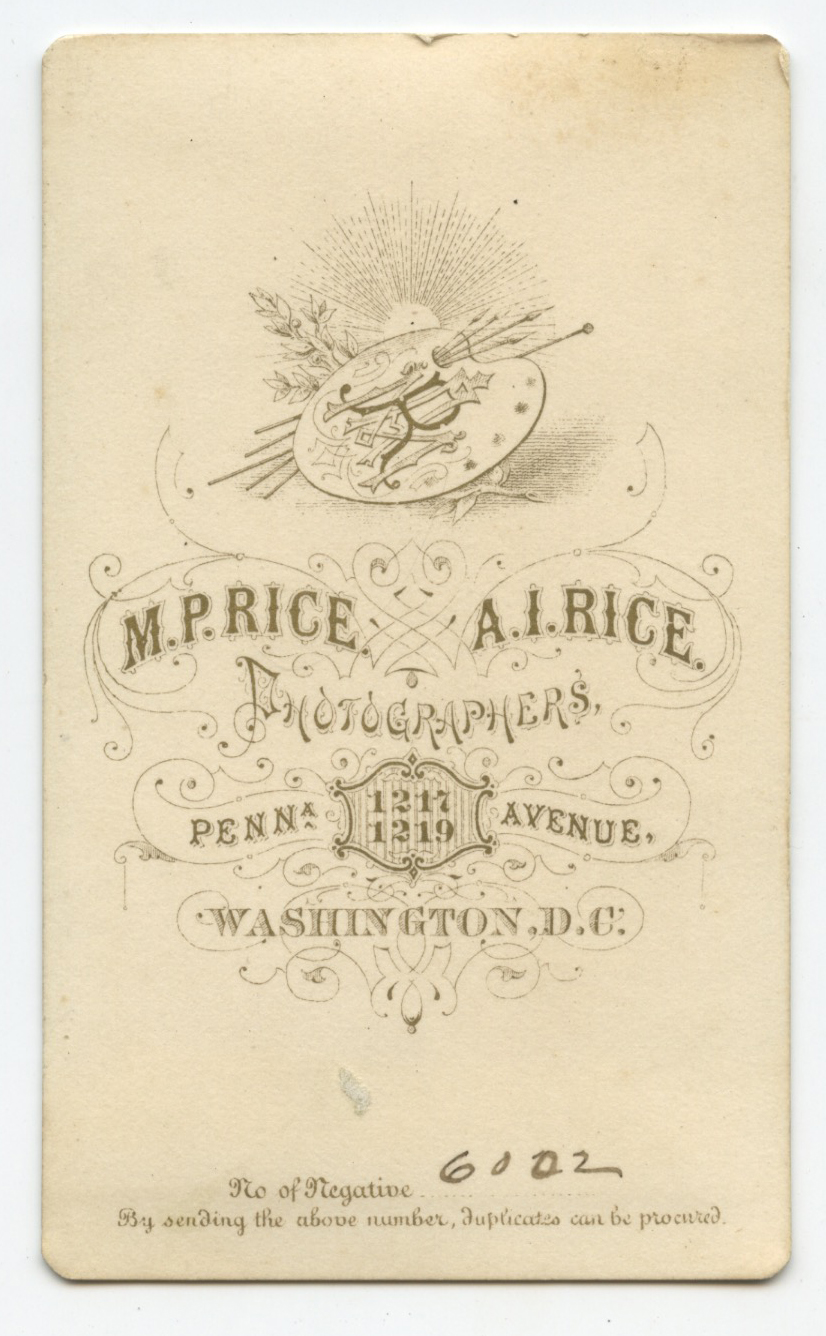 M.P. RICE. A.I. RICE.
PHOTOGRAPHERS,
PENNA 1217 1219 AVENUE,
WASHINGTON, D.C.
No of Negative 6002
By sending the above number, duplicates can be procured.